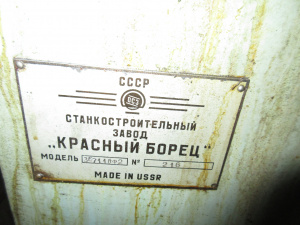 СССР
СТАНКОСТРОИТЕЛЬНЫЙ
ЗАВОД
„КРАСНЫЙ БОРЕЦ"
МОДЕЛЬ №
MADE IN USSR